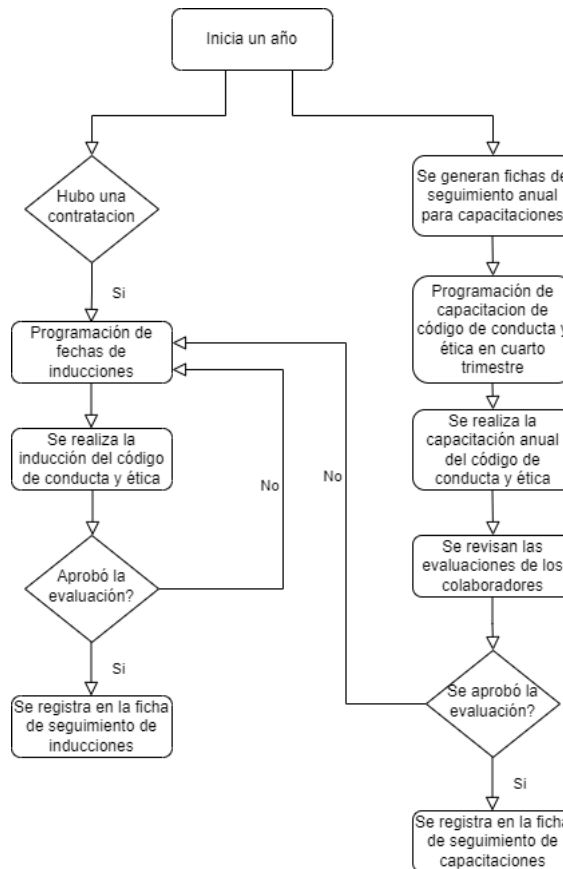 Inicia un año
Hubo una
contratacion
Si
Programación de
fechas de
inducciones
Se realiza la
inducción del código
de conducta y ética
No
Aprobó la
evaluación?
Si
Se registra en la ficha
de seguimiento de
inducciones
No
Se generan fichas de
seguimiento anual
para capacitaciones
Programación de
capacitacion de
código de conducta y
ética en cuarto
trimestre
Se realiza la
capacitación anual
del código de
conducta y ética
Se revisan las
evaluaciones de los
colaboradores
Se aprobó la
evaluación?
Si
Se registra en la ficha
de seguimiento de
capacitaciones